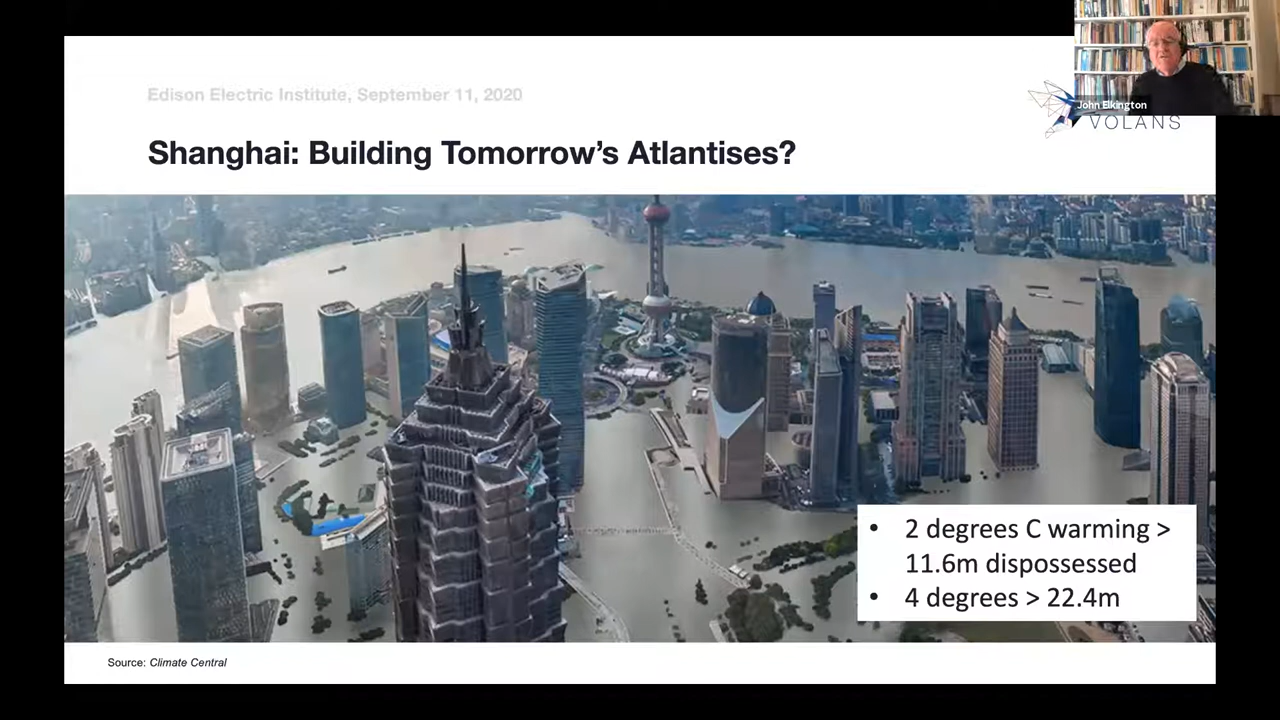 Edison Electric Institute, September 11, 2020
John Elkington
VOLANS
Shanghai: Building Tomorrow’s Atlantises?
• 2 degrees C warming >
11.6m dispossessed
• 4 degrees > 22.4m
Source: Climate Central